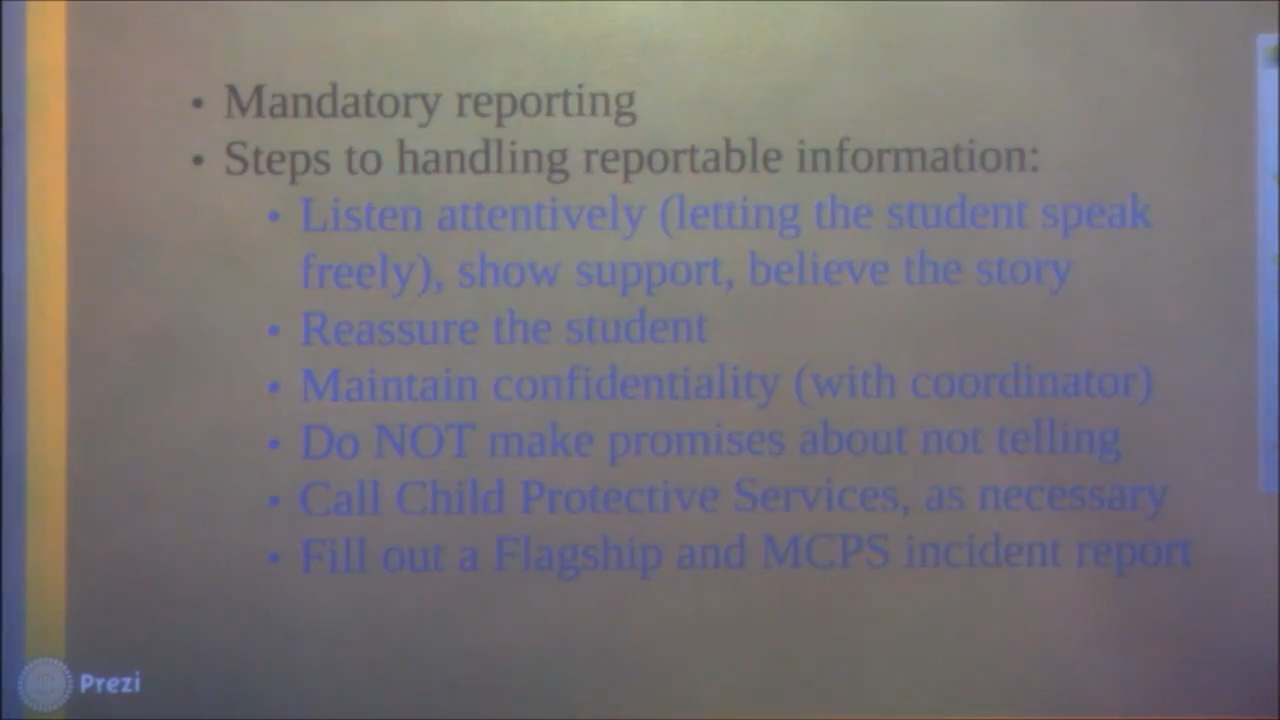 • Mandatory reporting
• Steps to handling reportable information:
• Listen attentively (letting the student speak
freely), show support, believe the story
• Reassure the student
• Maintain confidentiality (with coordinator)
• Do NOT make promises about not telling
• Call Child Protective Services, as necessary
• Fill out a Flagship and MCPS incident report
Prezi